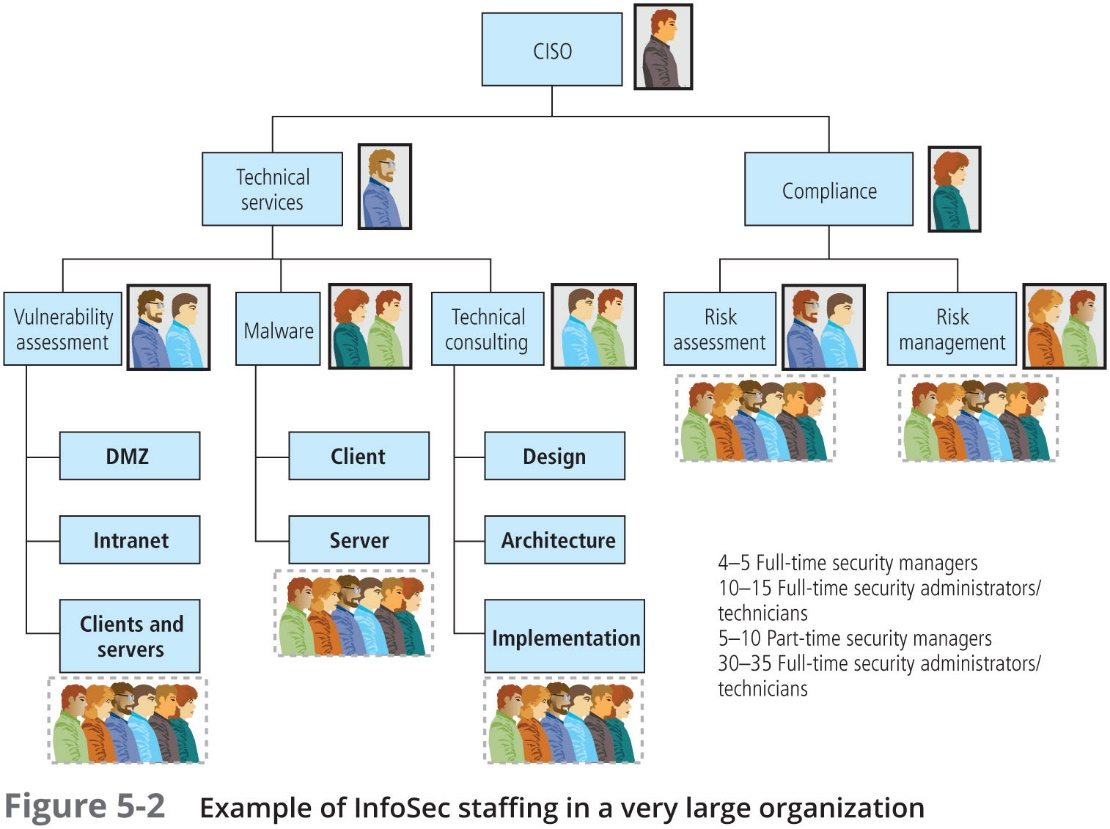 CISO
Technical
services
Compliance
Vulnerability
assessment
Malware
Technical
consulting
Risk
assessment
Risk
management
DMZ
Client
Design
Intranet
Server
Architecture
Clients and
servers
Implementation
4–5 Full-time security managers
10–15 Full-time security administrators/
technicians
5–10 Part-time security managers
30–35 Full-time security administrators/
technicians
Figure 5-2 Example of InfoSec staffing in a very large organization